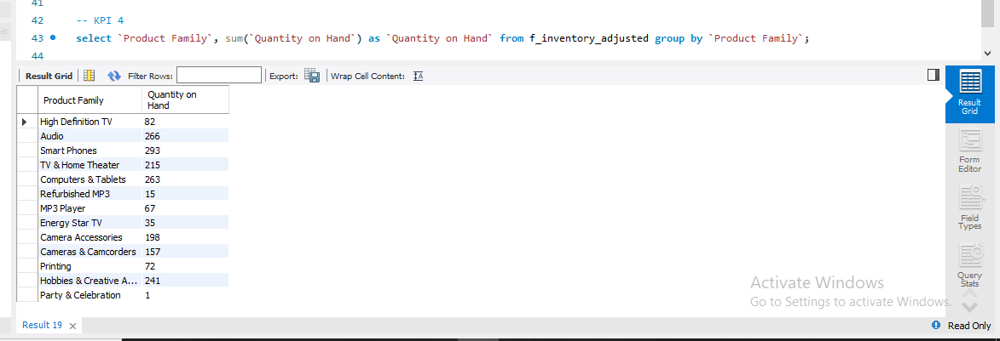 41
42 -- KPI 4
43 select `Product Family`, sum(`Quantity on Hand`) as `Quantity on Hand` from f_inventory_adjusted group by `Product Family`;
44
Result Grid Filter Rows: Export: Wrap Cell Content: IA
Product Family Quantity on
Hand
High Definition TV 82
Audio 266
Smart Phones 293
TV & Home Theater 215
Computers & Tablets 263
Refurbished MP3 15
MP3 Player 67
Energy Star TV 35
Camera Accessories 198
Cameras & Camcorders 157
Printing 72
Hobbies & Creative A... 241
Party & Celebration 1
Result
Grid
Form
Editor
Field
Types
Query
Stats
Activate Windows
Go to Settings to activate Windows.
Result 19
Read Only